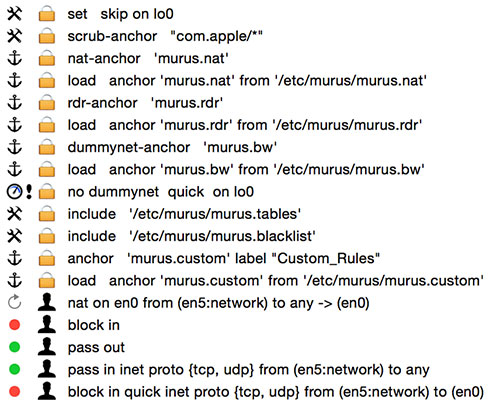 set skip on lo0
scrub-anchor "com.apple/*"
nat-anchor 'murus.nat'
load anchor 'murus.nat' from '/etc/murus/murus.nat'
rdr-anchor 'murus.rdr'
load anchor 'murus.rdr' from '/etc/murus/murus.rdr'
dummynet-anchor 'murus.bw'
load anchor 'murus.bw' from '/etc/murus/murus.bw'
no dummynet quick on lo0
include '/etc/murus/murus.tables'
include '/etc/murus/murus.blacklist'
anchor 'murus.custom' label "Custom_Rules"
load anchor 'murus.custom' from '/etc/murus/murus.custom'
nat on en0 from (en5:network) to any -> (en0)
block in
pass out
pass in inet proto {tcp, udp} from (en5:network) to any
block in quick inet proto {tcp, udp} from (en5:network) to (en0)